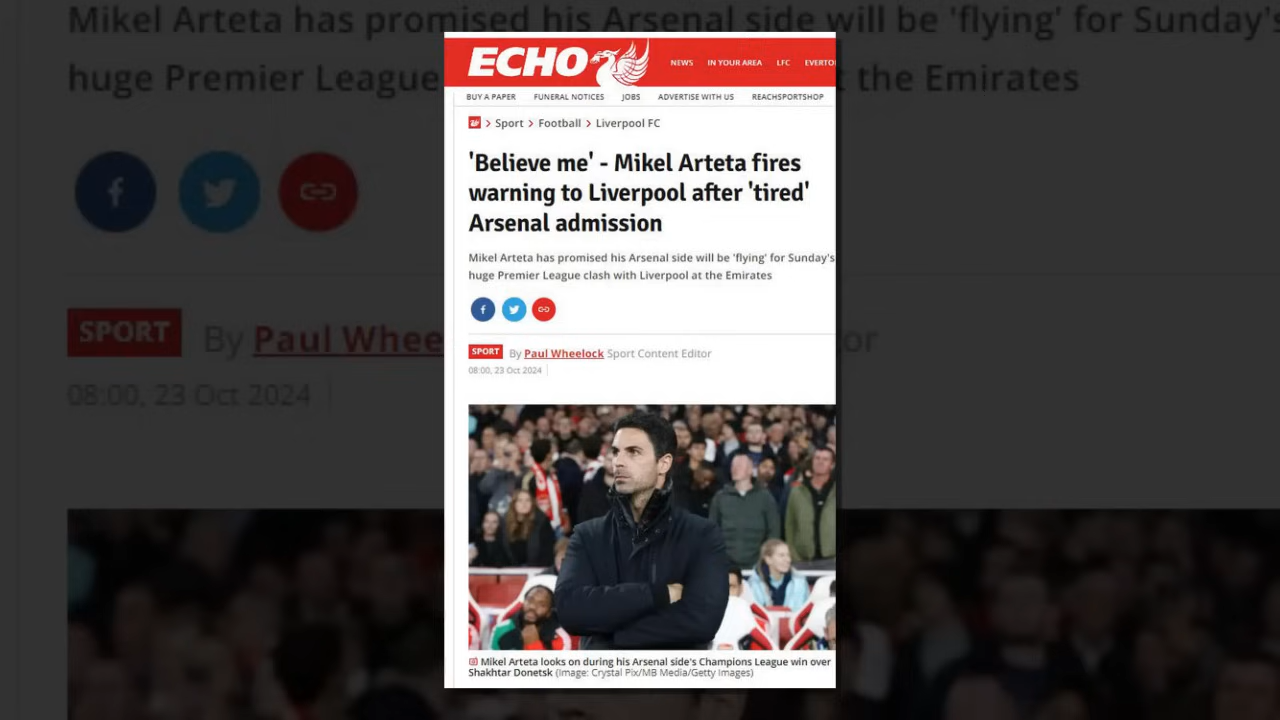 Mikel Arteta has promised his Arsenal side will be 'flying' for Sunday's
huge Premier League
t the Emirates
SPORT By Paul Whee
or
08:00, 23 Oct 2024
ECHO
NEWS IN YOUR AREA LFC EVERTO
BUY A PAPER FUNERAL NOTICES JOBS ADVERTISE WITH US REACHSPORTSHOP
> Sport > Football > Liverpool FC
'Believe me' - Mikel Arteta fires
warning to Liverpool after 'tired'
Arsenal admission
Mikel Arteta has promised his Arsenal side will be 'flying' for Sunday's
huge Premier League clash with Liverpool at the Emirates
SPORT By Paul Wheelock Sport Content Editor
08:00, 23 Oct 2024
Mikel Arteta looks on during his Arsenal side's Champions League win over
Shakhtar Donetsk (Image: Crystal Pix/MB Media/Getty Images)